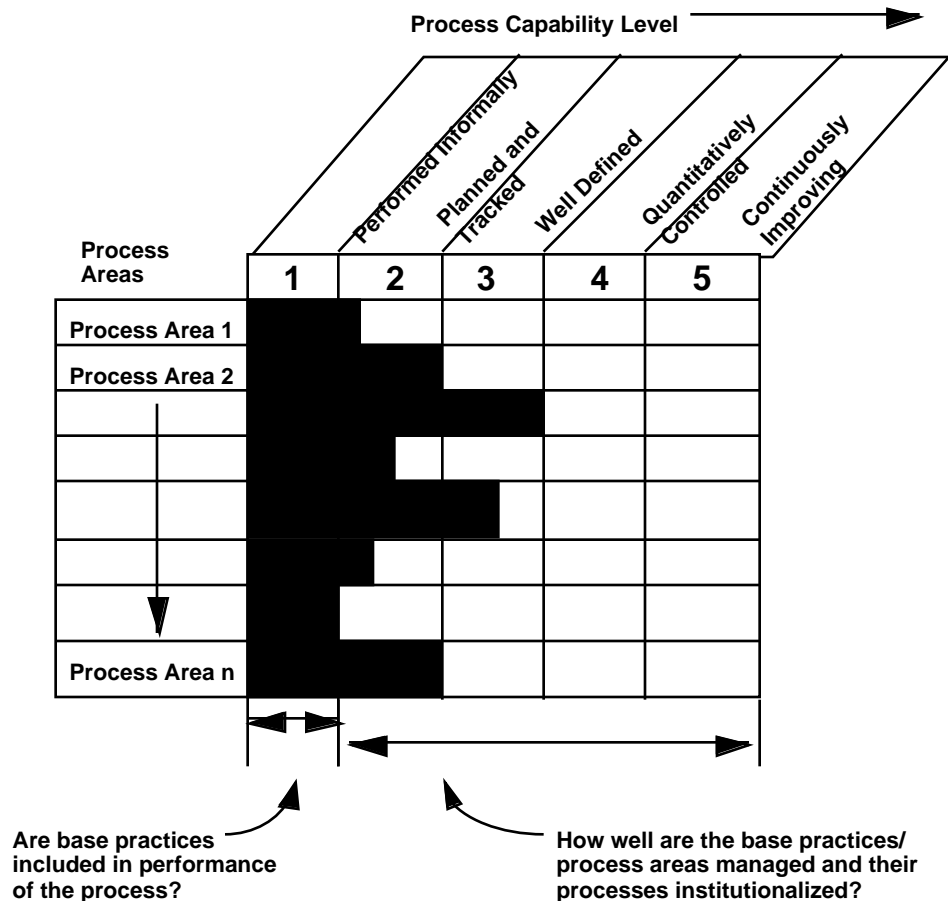 Process Capability Level
Performed Informally
Planned and
Tracked
Well Defined
Quantitatively
Controlled
Continuously
Improving
Process
Areas
1 2 3 4 5
Process Area 1
Process Area 2
Process Area n
Are base practices
included in performance
of the process?
How well are the base practices/
process areas managed and their
processes institutionalized?